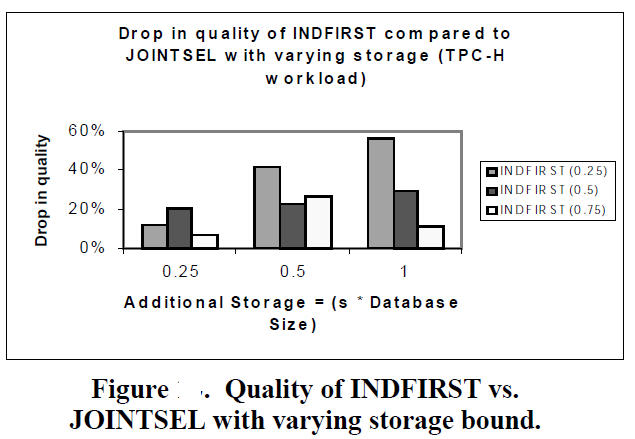 Drop in quality of INDFIRST compared to
JOINTSEL with varying storage (TPC-H
workload)
60%
40%
20%
0%
Drop in quality
0.25
0.5
1
Additional Storage = (s * Database
Size)
INDFIRST(0.25)
INDFIRST(0.5)
INDFIRST(0.75)
Figure . Quality of INDFIRST vs.
JOINTSEL with varying storage bound.